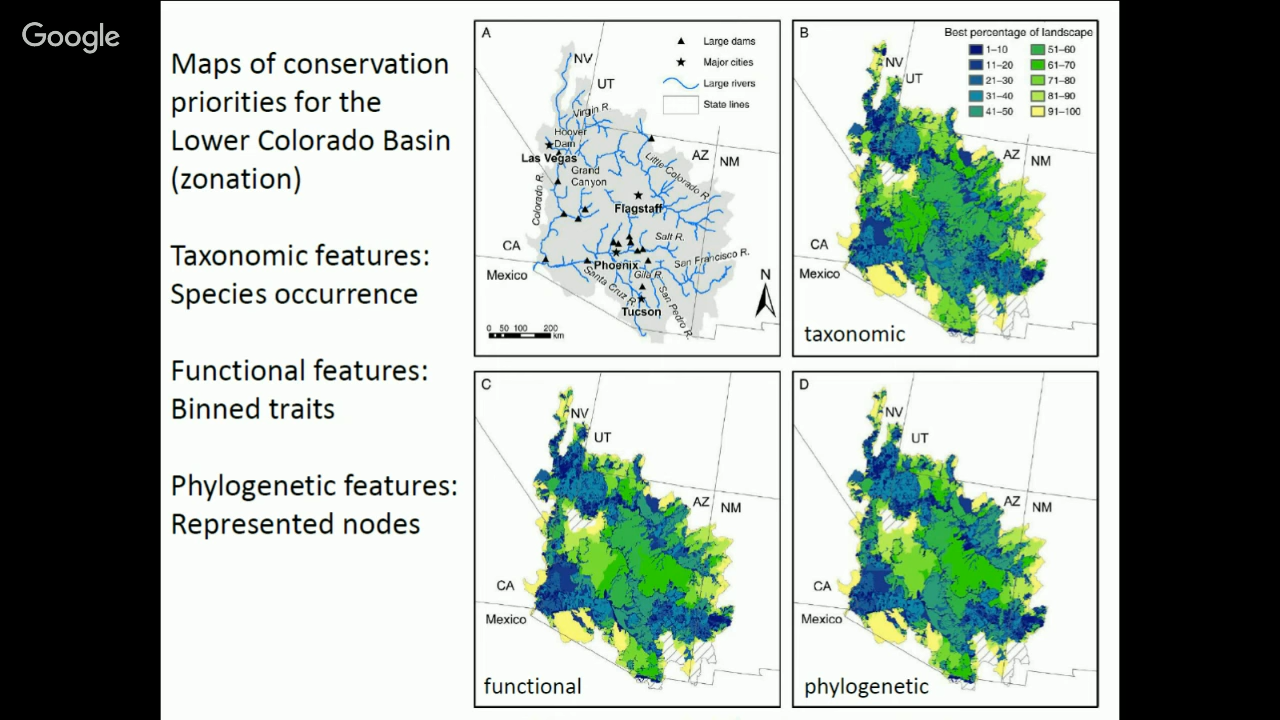 Google
Maps of conservation
priorities for the
Lower Colorado Basin
(zonation)
Taxonomic features:
Species occurrence
Functional features:
Binned traits
Phylogenetic features:
Represented nodes
A
Large dams
Major cities
Large rivers
State lines
NV
UT
Virgin R.
Hoover
Dam
Las Vegas
Grand
Canyon
AZ
NM
Little Colorado R.
Colorado R.
Flagstaff
Salt R.
CA
San Francisco R.
Phoenix
Gila R.
Mexico
Santa Cruz R.
San Pedro R.
Tucson
N
0 50 100 200
km
B
Best percentage of landscape
1–10
51–60
11–20
61–70
21–30
71–80
31–40
81–90
41–50
91–100
NV
UT
AZ
NM
CA
Mexico
taxonomic
C
NV
UT
AZ
NM
CA
Mexico
functional
D
NV
UT
AZ
NM
CA
Mexico
phylogenetic